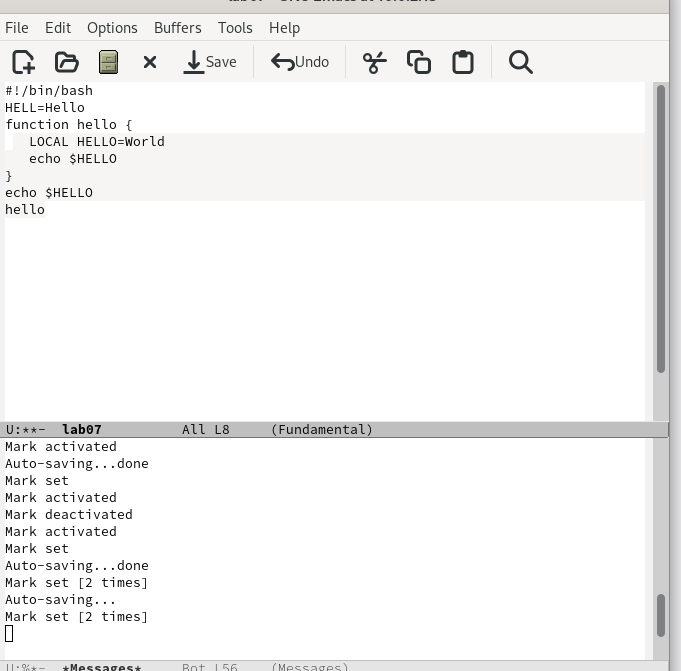 File Edit Options Buffers Tools Help
Save Undo
#!/bin/bash
HELL=Hello
function hello {
   LOCAL HELLO=World
   echo $HELLO
}
echo $HELLO
hello
U:**- lab07 All L8 (Fundamental)
Mark activated
Auto-saving...done
Mark set
Mark activated
Mark deactivated
Mark activated
Mark set
Auto-saving...done
Mark set [2 times]
Auto-saving...
Mark set [2 times]
U:%*- *Messages* Bot L56 (Messages)